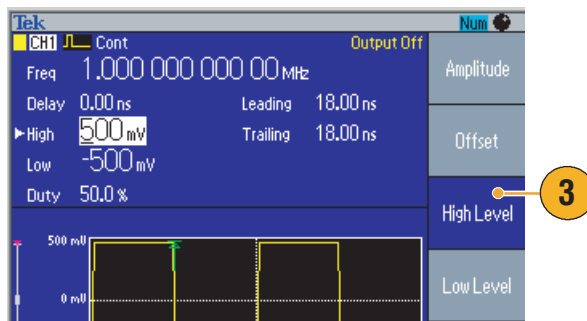 Tek
Num
CH1 Cont Output Off
Freq 1.000 000 000 00 MHz
Delay 0.00 ns Leading 18.00 ns
High 500 mV Trailing 18.00 ns
Low -500 mV
Duty 50.0 %
500 mV
0 mV
Amplitude
Offset
High Level
Low Level
3